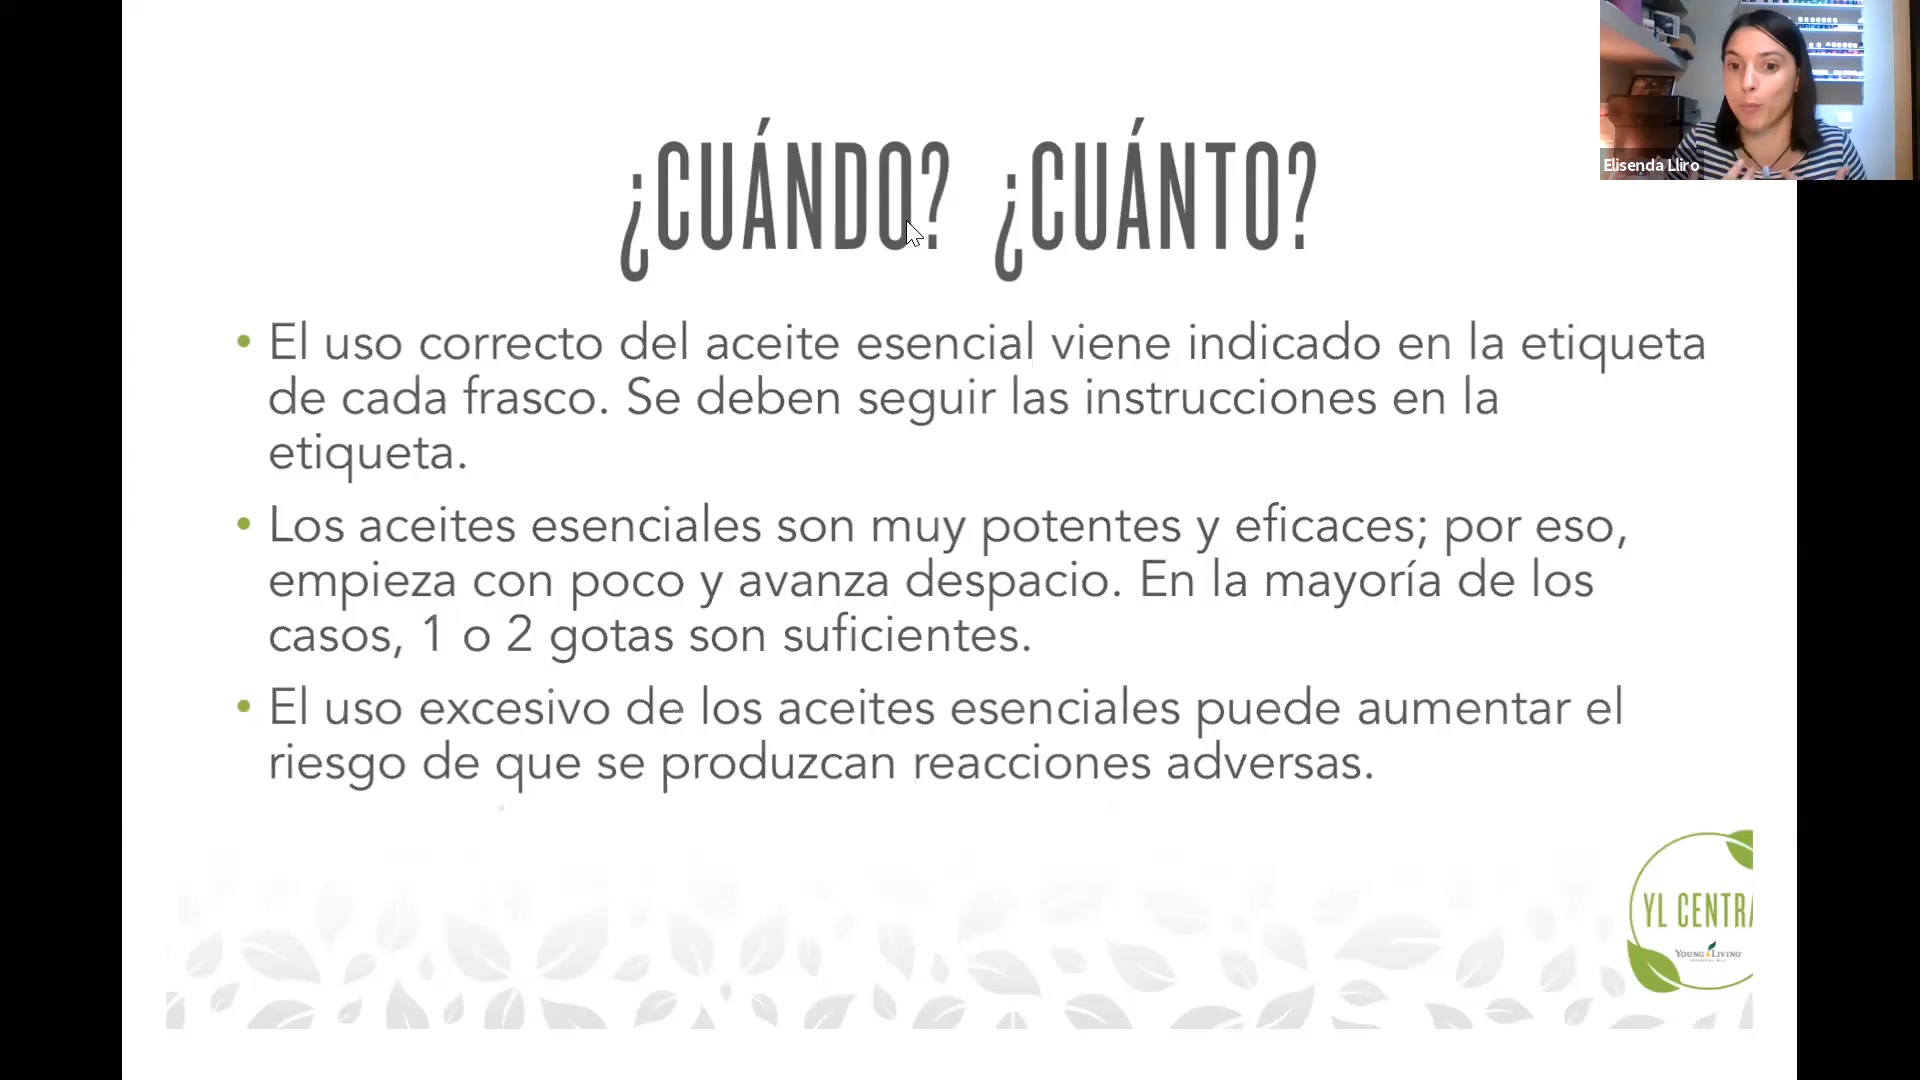 Elisenda Lliro
¿CUÁNDO? ¿CUÁNTO?
• El uso correcto del aceite esencial viene indicado en la etiqueta
de cada frasco. Se deben seguir las instrucciones en la
etiqueta.
• Los aceites esenciales son muy potentes y eficaces; por eso,
empieza con poco y avanza despacio. En la mayoría de los
casos, 1 o 2 gotas son suficientes.
• El uso excesivo de los aceites esenciales puede aumentar el
riesgo de que se produzcan reacciones adversas.
YL CENTRA
YOUNG LIVING